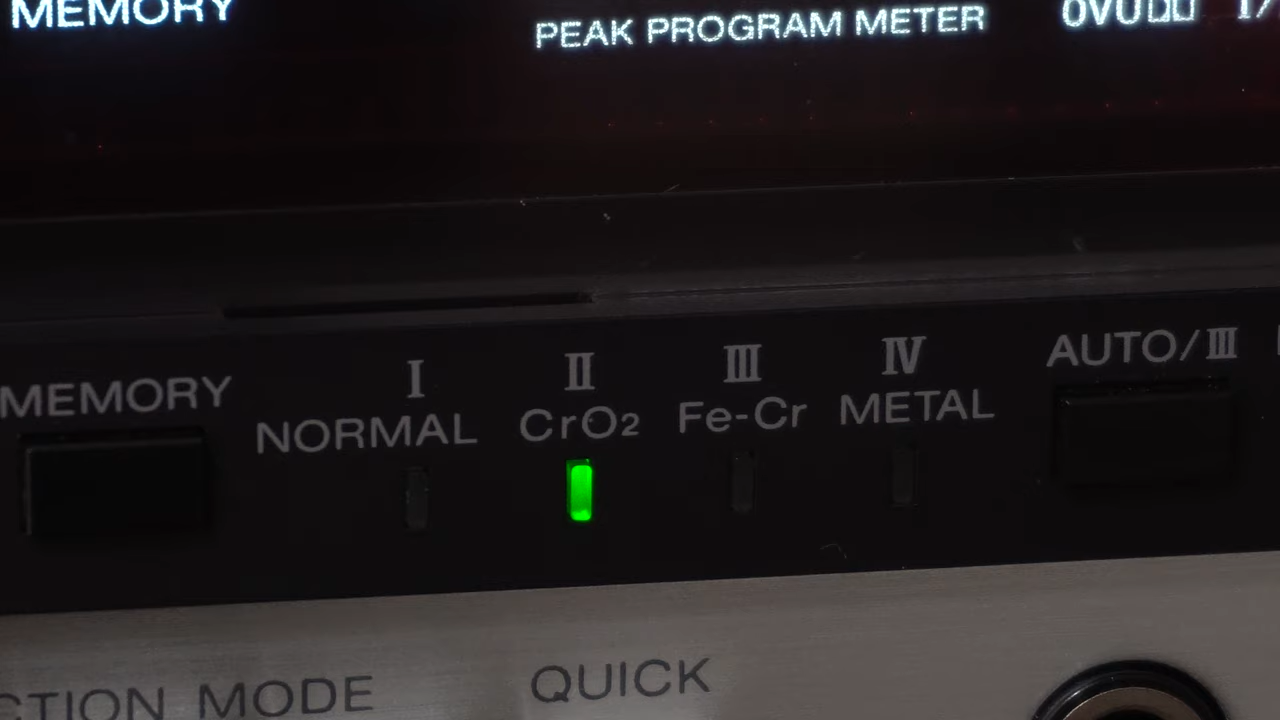 MEMORY
PEAK PROGRAM METER
0VU
I II III IV
AUTO/III
MEMORY NORMAL CrO2 Fe-Cr METAL
MODE QUICK